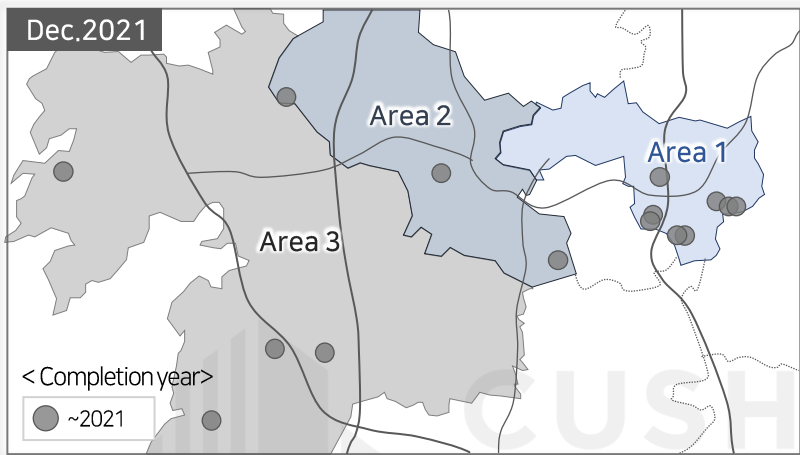 Dec.2021
Area 2
Area 1
Area 3
< Completion year>
~2021
CUSH